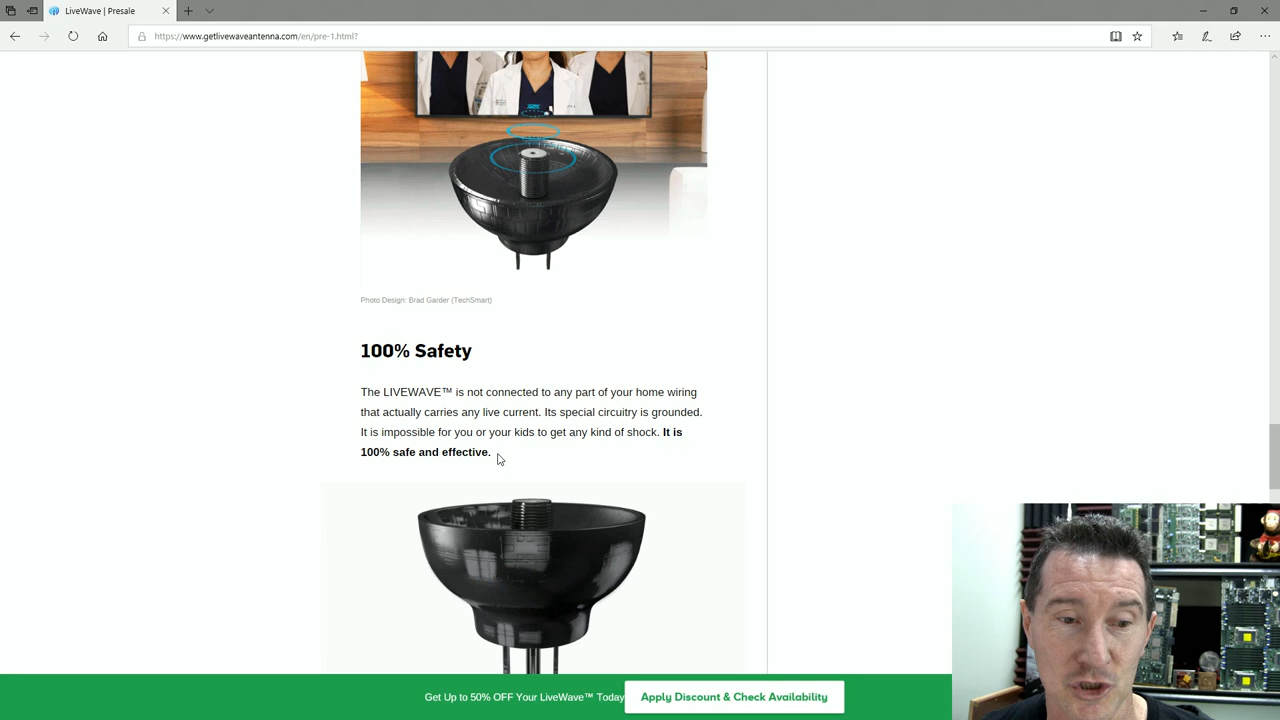 LiveWave | Presale
https://www.getlivewaveantenna.com/en/pre-1.html?
Photo Design: Brad Garder (TechSmart)
100% Safety
The LIVEWAVE™ is not connected to any part of your home wiring
that actually carries any live current. Its special circuitry is grounded.
It is impossible for you or your kids to get any kind of shock. It is
100% safe and effective.
Get Up to 50% OFF Your LiveWave™ Today
Apply Discount & Check Availability